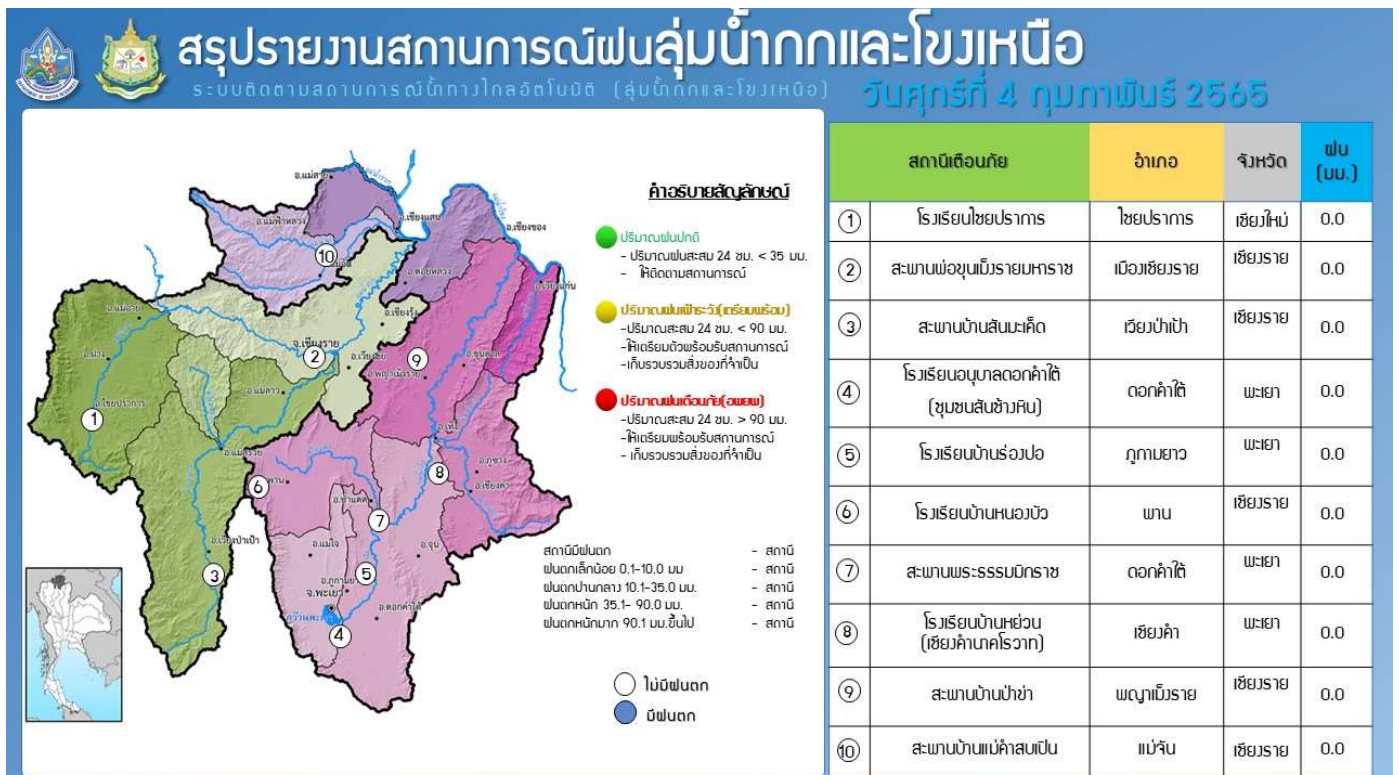 สรุปรายงานสถานการณ์ฝนลุ่มน้ำกกและโขงเหนือ
ระบบติดตามสถานการณ์น้ำทางไกลอัตโนมัติ (ลุ่มน้ำกกและโขงเหนือ)
วันศุกร์ที่ 4 กุมภาพันธ์ 2565
อ.แม่สาย
อ.แม่ฟ้าหลวง
อ.เชียงแสน
อ.เชียงของ
10
อ.ดอยหลวง
อ.เวียงแก่น
อ.แม่อาย
อ.เชียงรุ้ง
จ.เชียงราย
2
อ.ฝาง
9
อ.ขุนตาล
อ.พญาเม็งราย
อ.แม่ลาว
อ.ไชยปราการ
1
อ.เทิง
อ.แม่สรวย
8
อ.ภูซาง
อ.เชียงคำ
6
พาน
อ.ป่าแดด
7
อ.เวียงป่าเป้า
3
อ.แม่ใจ
อ.จุน
5
จ.พะเยา
อ.ดอกคำใต้
4
คำอธิบายสัญลักษณ์
ปริมาณฝนปกติ
- ปริมาณฝนสะสม 24 ชม. < 35 มม.
- ให้ติดตามสถานการณ์
ปริมาณฝนเฝ้าระวัง(เตรียมพร้อม)
-ปริมาณสะสม 24 ชม. < 90 มม.
-ให้เตรียมตัวพร้อมรับสถานการณ์
-เก็บรวบรวมสิ่งของที่จำเป็น
ปริมาณฝนเตือนภัย(อพยพ)
-ปริมาณสะสม 24 ชม. > 90 มม.
-ให้เตรียมพร้อมรับสถานการณ์
- เก็บรวบรวมสิ่งของที่จำเป็น
สถานีมีฝนตก - สถานี
ฝนตกเล็กน้อย 0.1-10.0 มม - สถานี
ฝนตกปานกลาง 10.1-35.0 มม. - สถานี
ฝนตกหนัก 35.1- 90.0 มม. - สถานี
ฝนตกหนักมาก 90.1 มม.ขึ้นไป - สถานี
ไม่มีฝนตก
มีฝนตก
สถานีเตือนภัย อำเภอ จังหวัด ฝน (มม.)
1 โรงเรียนไชยปราการ ไชยปราการ เชียงใหม่ 0.0
2 สะพานพ่อขุนเม็งรายมหาราช เมืองเชียงราย เชียงราย 0.0
3 สะพานบ้านสันมะเค็ด เวียงป่าเป้า เชียงราย 0.0
4 โรงเรียนอนุบาลดอกคำใต้ (ชุมชนสันช้างหิน) ดอกคำใต้ พะเยา 0.0
5 โรงเรียนบ้านร่องปอ ภูกามยาว พะเยา 0.0
6 โรงเรียนบ้านหนองบัว พาน เชียงราย 0.0
7 สะพานพระธรรมมิกราช ดอกคำใต้ พะเยา 0.0
8 โรงเรียนบ้านหย่วน (เชียงคำนาคโรวาท) เชียงคำ พะเยา 0.0
9 สะพานบ้านป่าข่า พญาเม็งราย เชียงราย 0.0
10 สะพานบ้านแม่คำสบเปิน แม่จัน เชียงราย 0.0